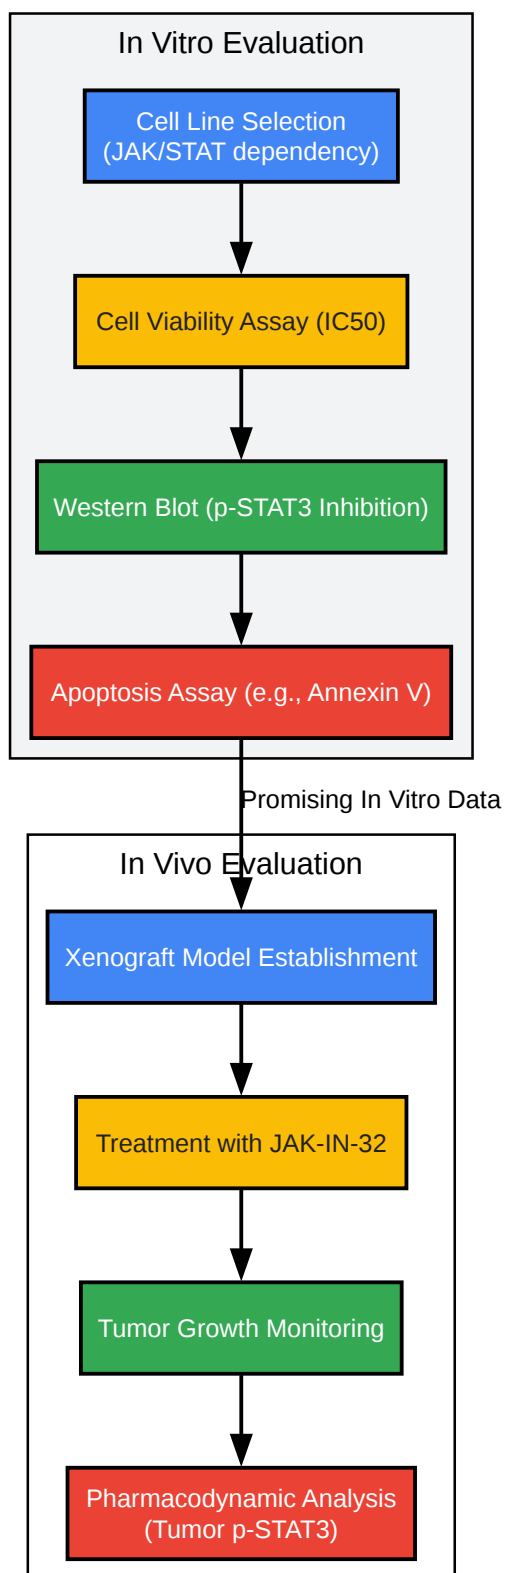 In Vitro Evaluation
Cell Line Selection
(JAK/STAT dependency)
Cell Viability Assay (IC50)
Western Blot (p-STAT3 Inhibition)
Apoptosis Assay (e.g., Annexin V)
Promising In Vitro Data
In Vivo Evaluation
Xenograft Model Establishment
Treatment with JAK-IN-32
Tumor Growth Monitoring
Pharmacodynamic Analysis
(Tumor p-STAT3)